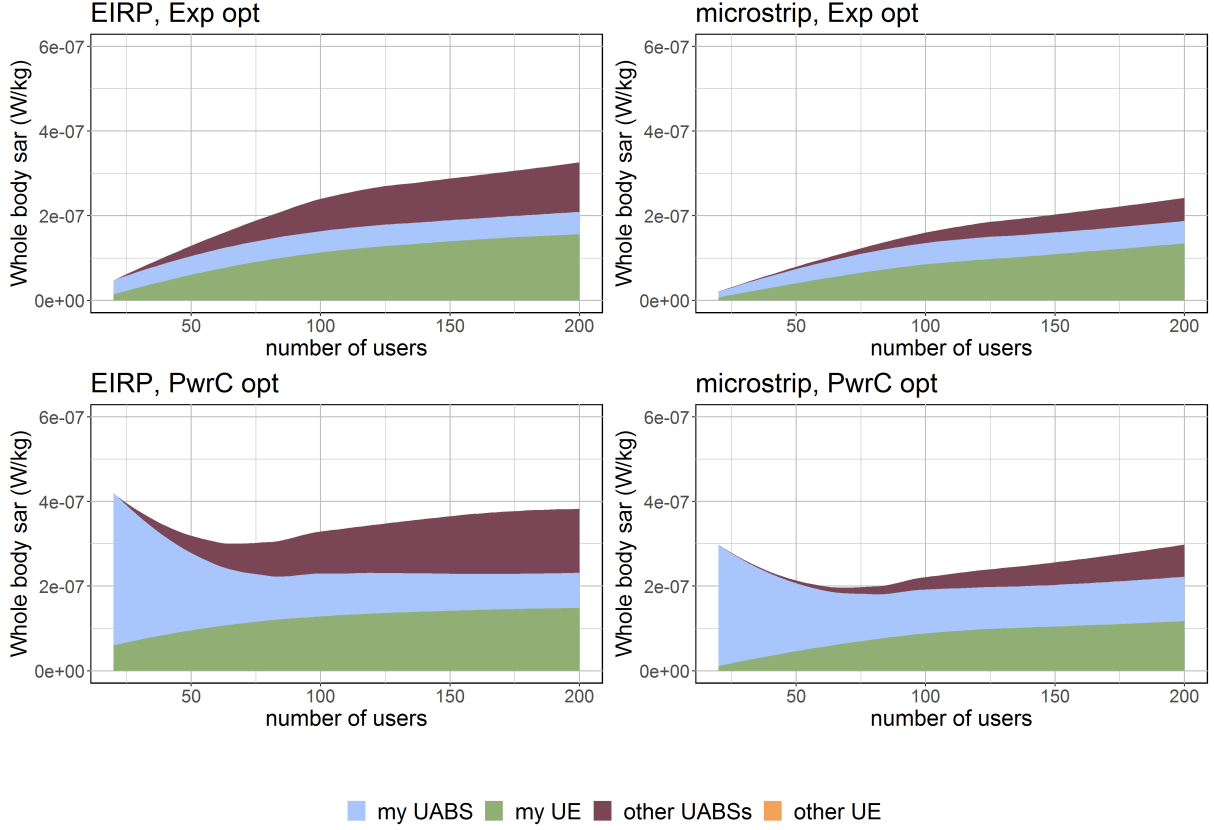 EIRP, Exp opt
Whole body sar (W/kg)
6e-07
4e-07
2e-07
0e+00
50 100 150 200
number of users
microstrip, Exp opt
Whole body sar (W/kg)
6e-07
4e-07
2e-07
0e+00
50 100 150 200
number of users
EIRP, PwrC opt
Whole body sar (W/kg)
6e-07
4e-07
2e-07
0e+00
50 100 150 200
number of users
microstrip, PwrC opt
Whole body sar (W/kg)
6e-07
4e-07
2e-07
0e+00
50 100 150 200
number of users
my UABS my UE other UABSs other UE